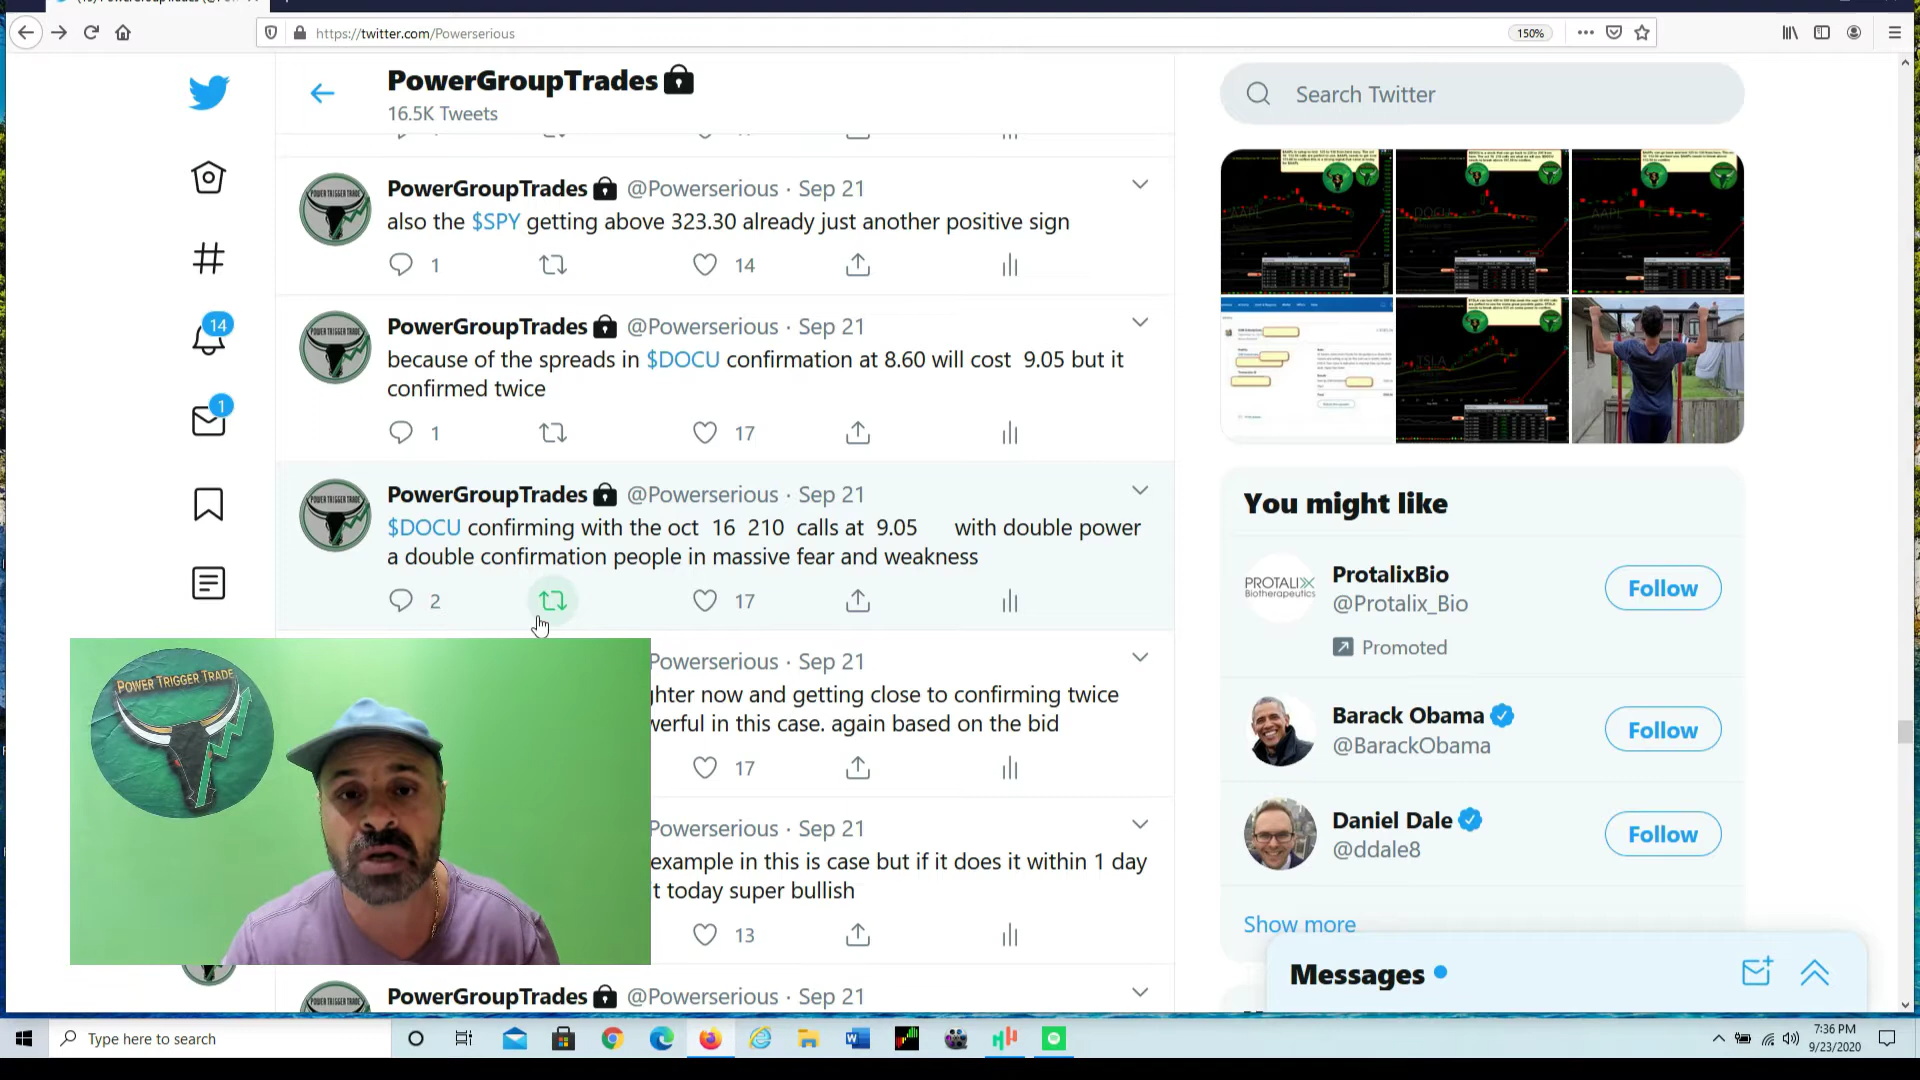 https://twitter.com/Powerserious
150%
PowerGroupTrades
16.5K Tweets
Search Twitter
PowerGroupTrades @Powerserious · Sep 21
also the $SPY getting above 323.30 already just another positive sign
1 14
PowerGroupTrades @Powerserious · Sep 21
because of the spreads in $DOCU confirmation at 8.60 will cost 9.05 but it
confirmed twice
1 17
PowerGroupTrades @Powerserious · Sep 21
$DOCU confirming with the oct 16 210 calls at 9.05 with double power
a double confirmation people in massive fear and weakness
2 17
Powerserious · Sep 21
ghter now and getting close to confirming twice
werful in this case. again based on the bid
17
Powerserious · Sep 21
example in this is case but if it does it within 1 day
t today super bullish
13
PowerGroupTrades @Powerserious · Sep 21
14
1
POWER TRIGGER TRADE
AAPL
DOCU
AAPL
TSLA
You might like
PROTALIX
Biotherapeutics
ProtalixBio
@Protalix_Bio
Follow
Promoted
Barack Obama
@BarackObama
Follow
Daniel Dale
@ddale8
Follow
Show more
Messages
Type here to search
7:36 PM
9/23/2020